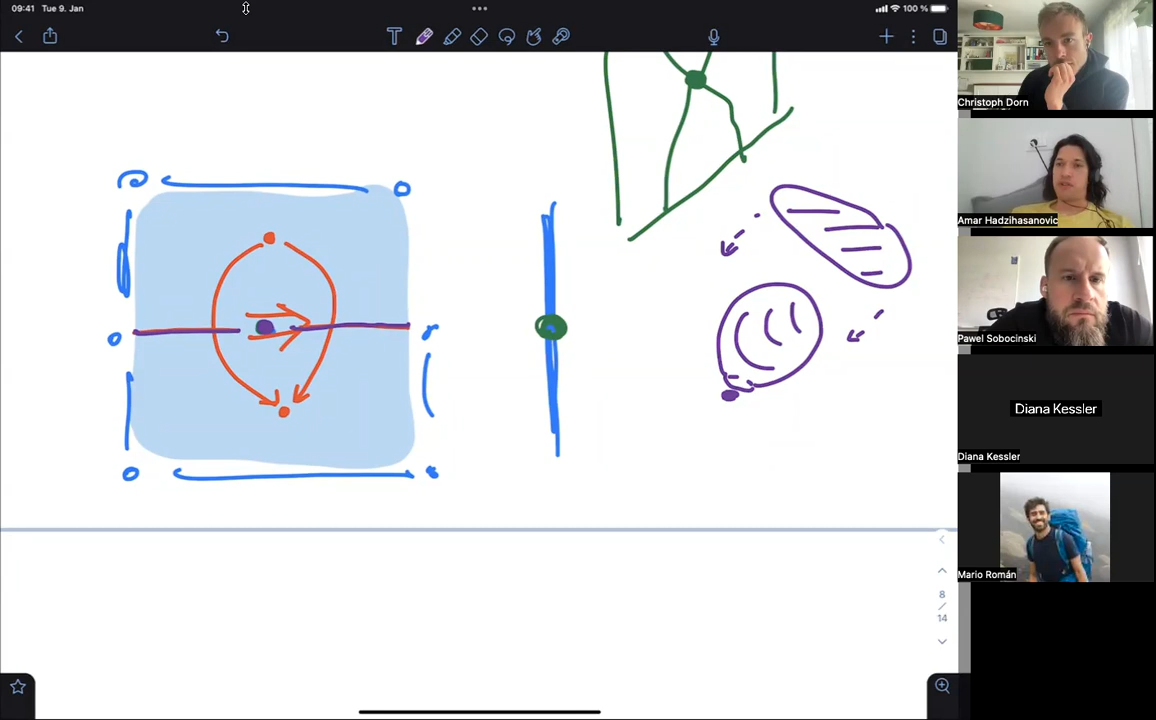 09:41 Tue 9. Jan
100 %
T
8
/
14
Christoph Dorn
Amar Hadzihasanovic
Pawel Sobocinski
Diana Kessler
Diana Kessler
Mario Román